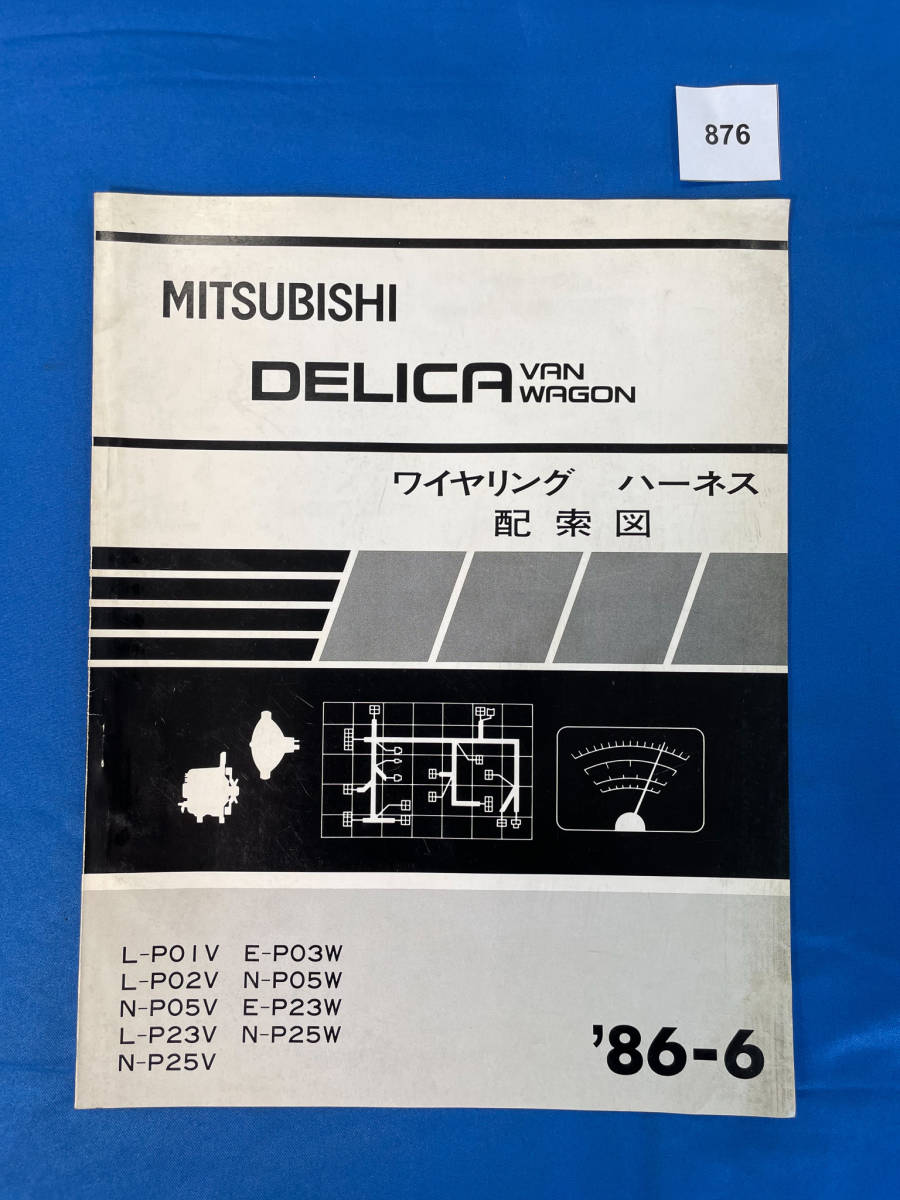 876
MITSUBISHI
DELICA VAN WAGON
ワイヤリング ハーネス
配索図
L-P01V E-P03W
L-P02V N-P05W
N-P05V E-P23W
L-P23V N-P25W
N-P25V
'86-6